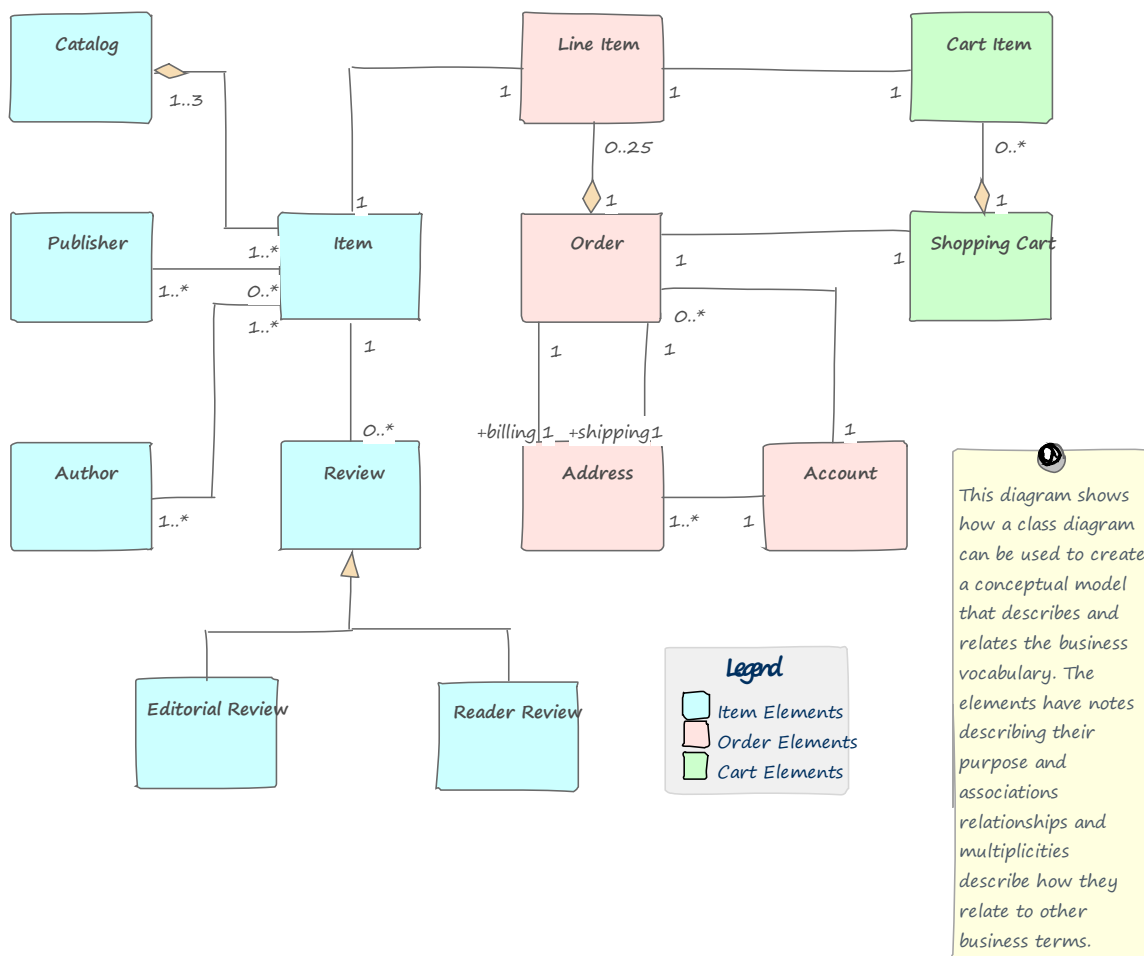 Catalog
Line Item
Cart Item
1..3
1
1
1
0..25
0..*
1
1
1
Publisher
Item
Order
Shopping Cart
1..*
1
1
1..*
0..*
0..*
1..*
1
1
1
0..*
+billing 1
+shipping 1
1
Author
Review
Address
Account
1..*
1..*
1
This diagram shows
how a class diagram
can be used to create
a conceptual model
that describes and
relates the business
vocabulary. The
elements have notes
describing their
purpose and
associations
relationships and
multiplicities
describe how they
relate to other
business terms.
Editorial Review
Reader Review
Legend
Item Elements
Order Elements
Cart Elements